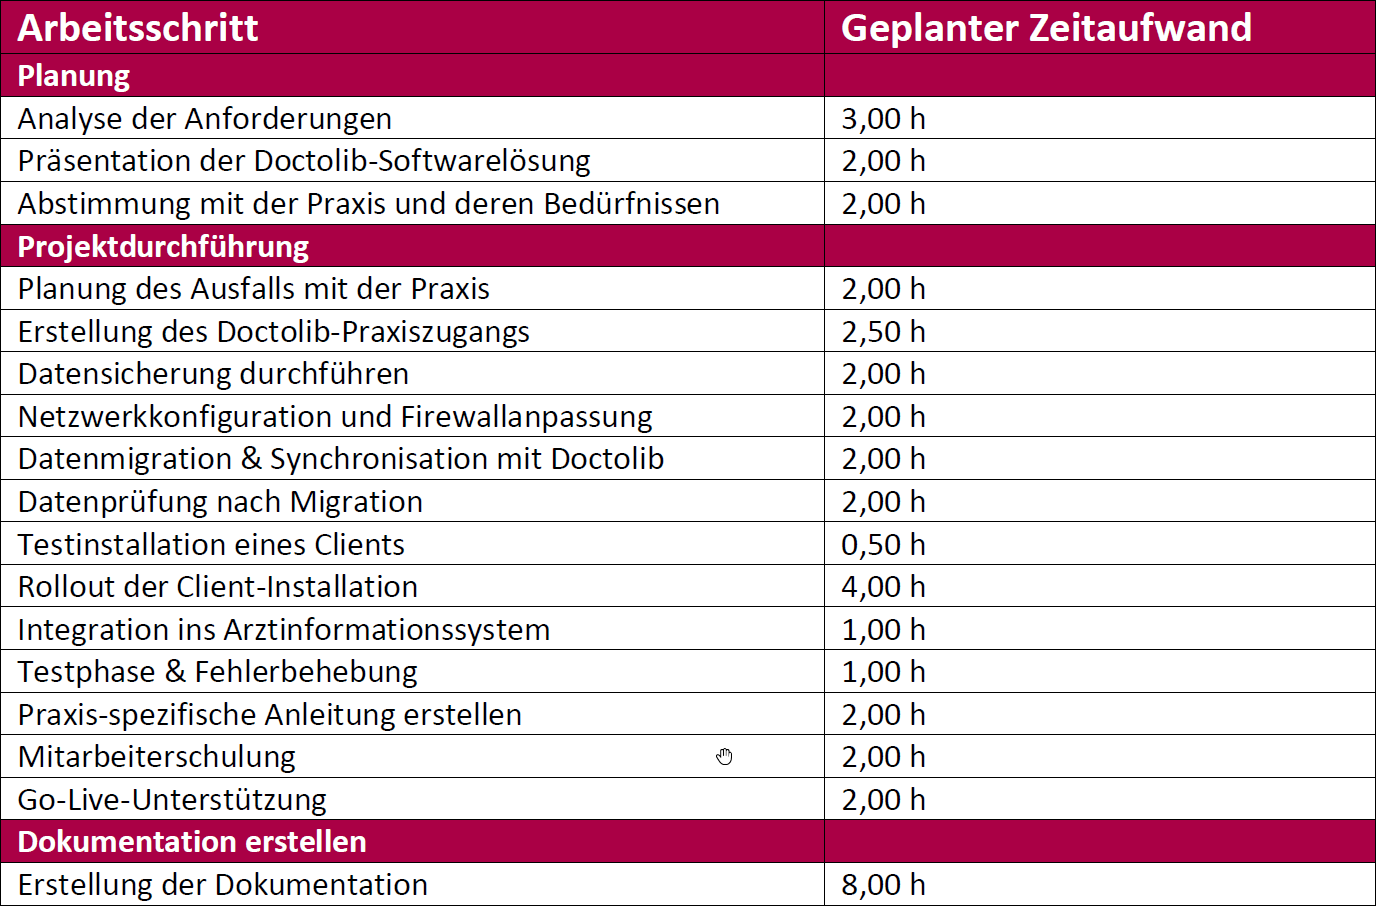 Arbeitsschritt Geplanter Zeitaufwand
Planung
Analyse der Anforderungen 3,00 h
Präsentation der Doctolib-Softwarelösung 2,00 h
Abstimmung mit der Praxis und deren Bedürfnissen 2,00 h
Projektdurchführung
Planung des Ausfalls mit der Praxis 2,00 h
Erstellung des Doctolib-Praxiszugangs 2,50 h
Datensicherung durchführen 2,00 h
Netzwerkkonfiguration und Firewallanpassung 2,00 h
Datenmigration & Synchronisation mit Doctolib 2,00 h
Datenprüfung nach Migration 2,00 h
Testinstallation eines Clients 0,50 h
Rollout der Client-Installation 4,00 h
Integration ins Arztinformationssystem 1,00 h
Testphase & Fehlerbehebung 1,00 h
Praxis-spezifische Anleitung erstellen 2,00 h
Mitarbeiterschulung 2,00 h
Go-Live-Unterstützung 2,00 h
Dokumentation erstellen
Erstellung der Dokumentation 8,00 h